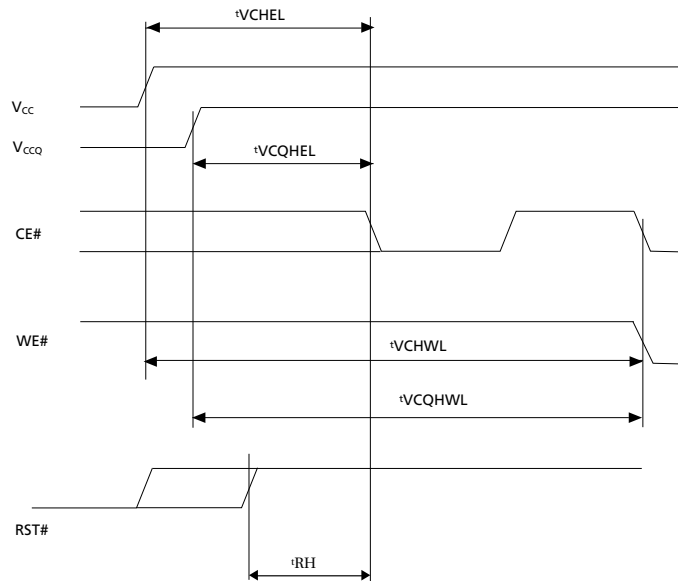 tVCHEL
VCC
VCCQ
tVCQHEL
CE#
WE#
tVCHWL
tVCQHWL
RST#
tRH